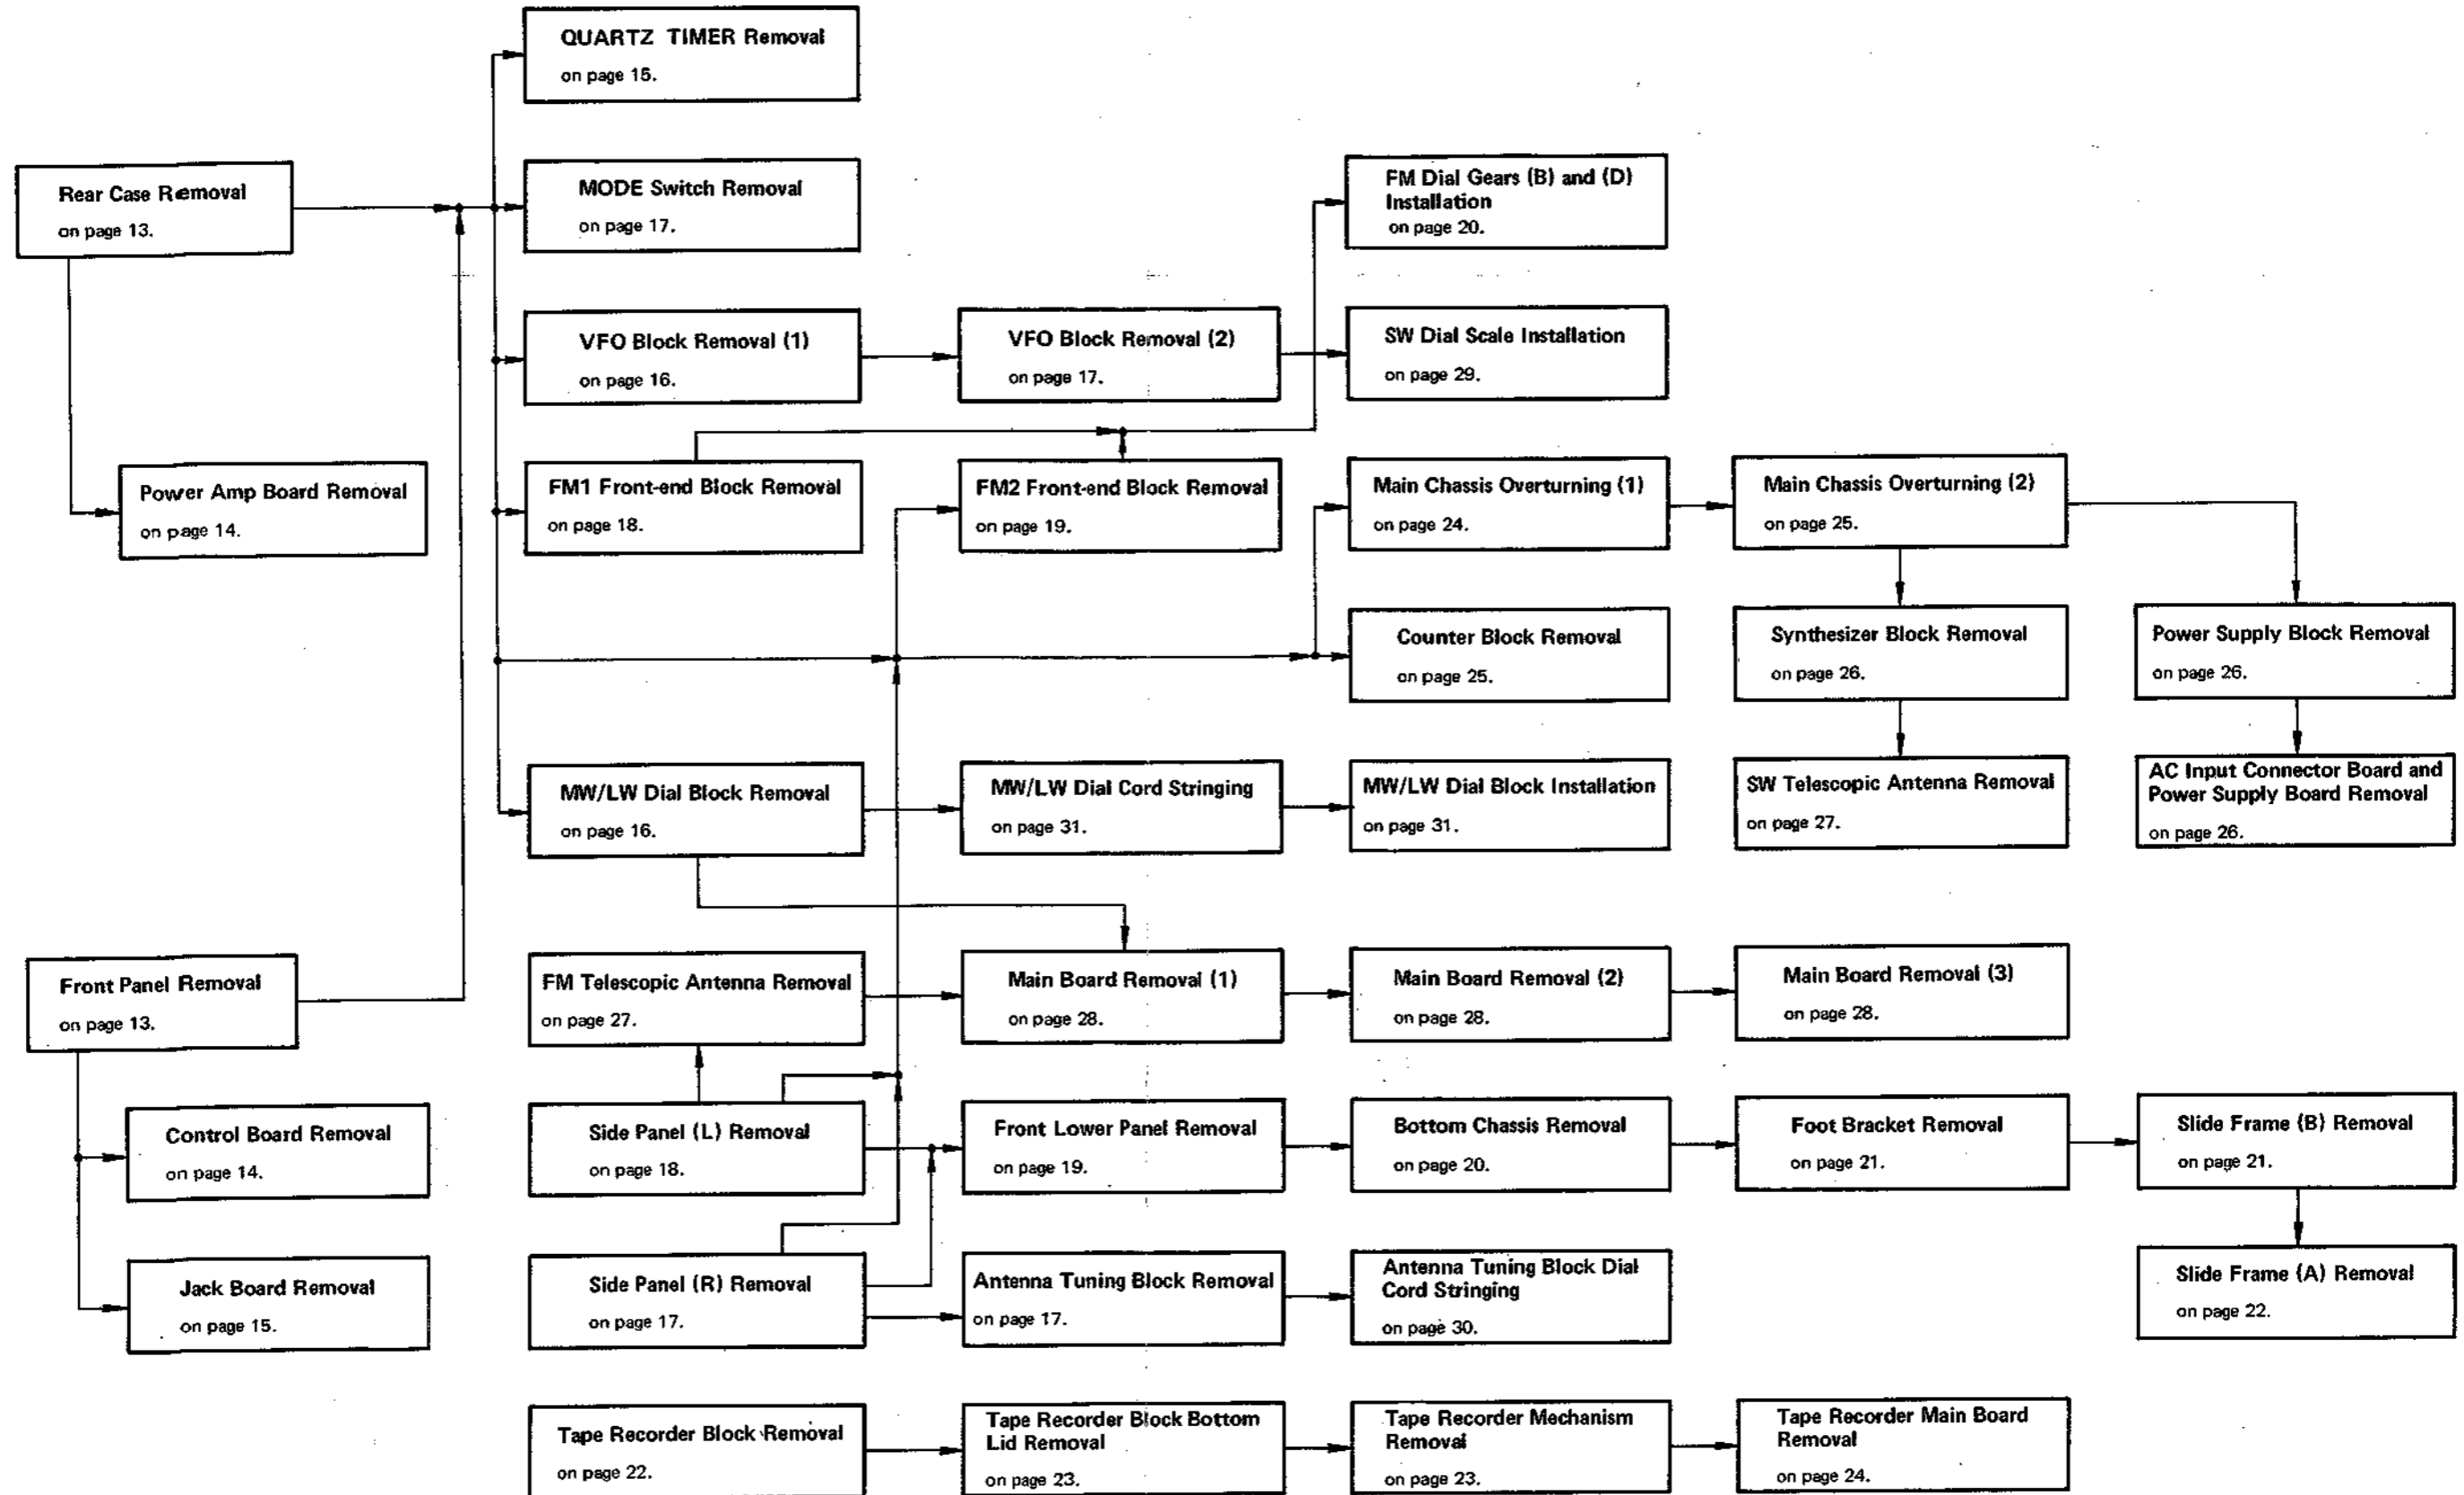 QUARTZ TIMER Removal
on page 15.
Rear Case Removal
on page 13.
MODE Switch Removal
on page 17.
FM Dial Gears (B) and (D)
Installation
on page 20.
VFO Block Removal (1)
on page 16.
VFO Block Removal (2)
on page 17.
SW Dial Scale Installation
on page 29.
Power Amp Board Removal
on page 14.
FM1 Front-end Block Removal
on page 18.
FM2 Front-end Block Removal
on page 19.
Main Chassis Overturning (1)
on page 24.
Main Chassis Overturning (2)
on page 25.
Counter Block Removal
on page 25.
Synthesizer Block Removal
on page 26.
Power Supply Block Removal
on page 26.
MW/LW Dial Block Removal
on page 16.
MW/LW Dial Cord Stringing
on page 31.
MW/LW Dial Block Installation
on page 31.
SW Telescopic Antenna Removal
on page 27.
AC Input Connector Board and
Power Supply Board Removal
on page 26.
Front Panel Removal
on page 13.
FM Telescopic Antenna Removal
on page 27.
Main Board Removal (1)
on page 28.
Main Board Removal (2)
on page 28.
Main Board Removal (3)
on page 28.
Control Board Removal
on page 14.
Side Panel (L) Removal
on page 18.
Front Lower Panel Removal
on page 19.
Bottom Chassis Removal
on page 20.
Foot Bracket Removal
on page 21.
Slide Frame (B) Removal
on page 21.
Jack Board Removal
on page 15.
Side Panel (R) Removal
on page 17.
Antenna Tuning Block Removal
on page 17.
Antenna Tuning Block Dial
Cord Stringing
on page 30.
Slide Frame (A) Removal
on page 22.
Tape Recorder Block Removal
on page 22.
Tape Recorder Block Bottom
Lid Removal
on page 23.
Tape Recorder Mechanism
Removal
on page 23.
Tape Recorder Main Board
Removal
on page 24.